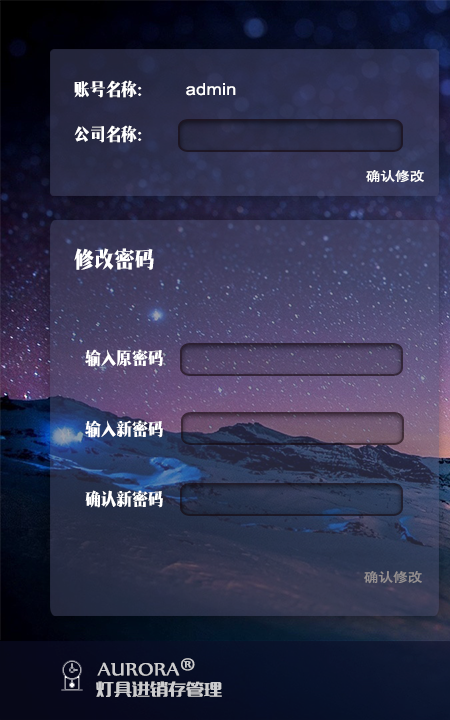 账号名称: admin
公司名称:
确认修改
修改密码
输入原密码
输入新密码
确认新密码
确认修改
AURORA®
灯具进销存管理